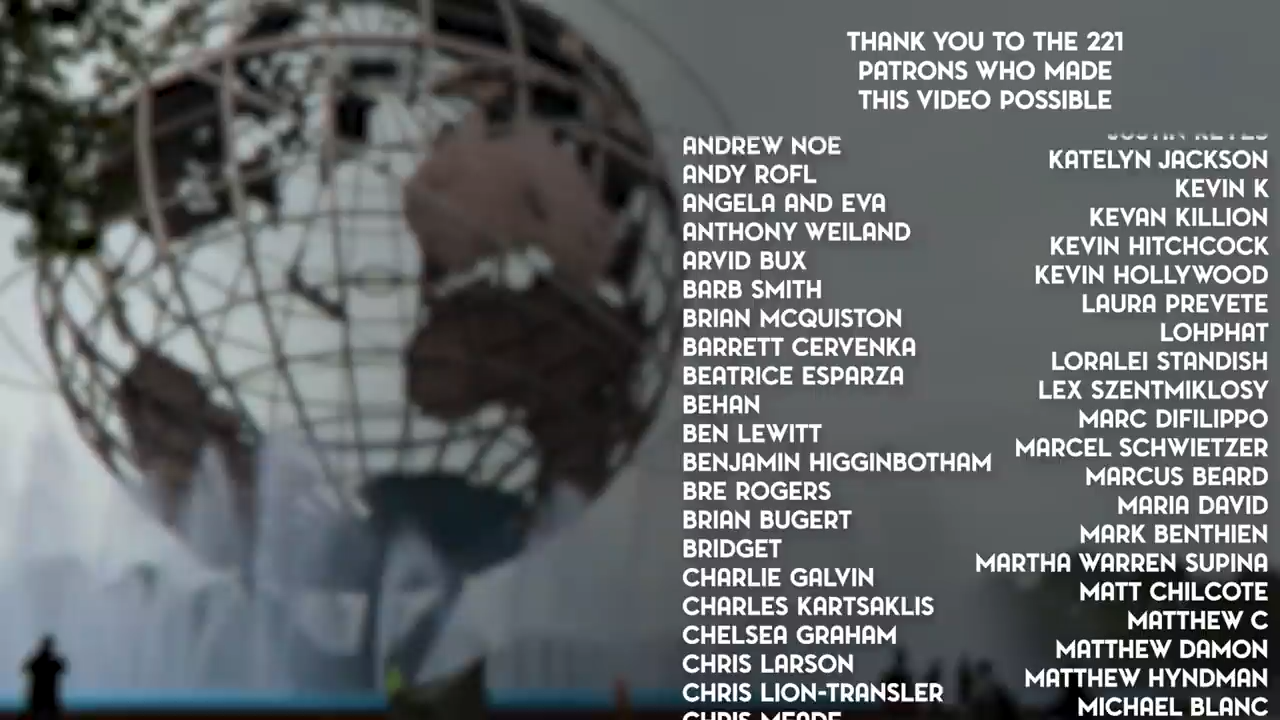 THANK YOU TO THE 221
PATRONS WHO MADE
THIS VIDEO POSSIBLE
ANDREW NOE
ANDY ROFL
ANGELA AND EVA
ANTHONY WEILAND
ARVID BUX
BARB SMITH
BRIAN MCQUISTON
BARRETT CERVENKA
BEATRICE ESPARZA
BEHAN
BEN LEWITT
BENJAMIN HIGGINBOTHAM
BRE ROGERS
BRIAN BUGERT
BRIDGET
CHARLIE GALVIN
CHARLES KARTSAKLIS
CHELSEA GRAHAM
CHRIS LARSON
CHRIS LION-TRANSLER
CHRIS MEADE
KATELYN JACKSON
KEVIN K
KEVAN KILLION
KEVIN HITCHCOCK
KEVIN HOLLYWOOD
LAURA PREVETE
LOHPHAT
LORALEI STANDISH
LEX SZENTMIKLOSY
MARC DIFILIPPO
MARCEL SCHWIETZER
MARCUS BEARD
MARIA DAVID
MARK BENTHIEN
MARTHA WARREN SUPINA
MATT CHILCOTE
MATTHEW C
MATTHEW DAMON
MATTHEW HYNDMAN
MICHAEL BLANC